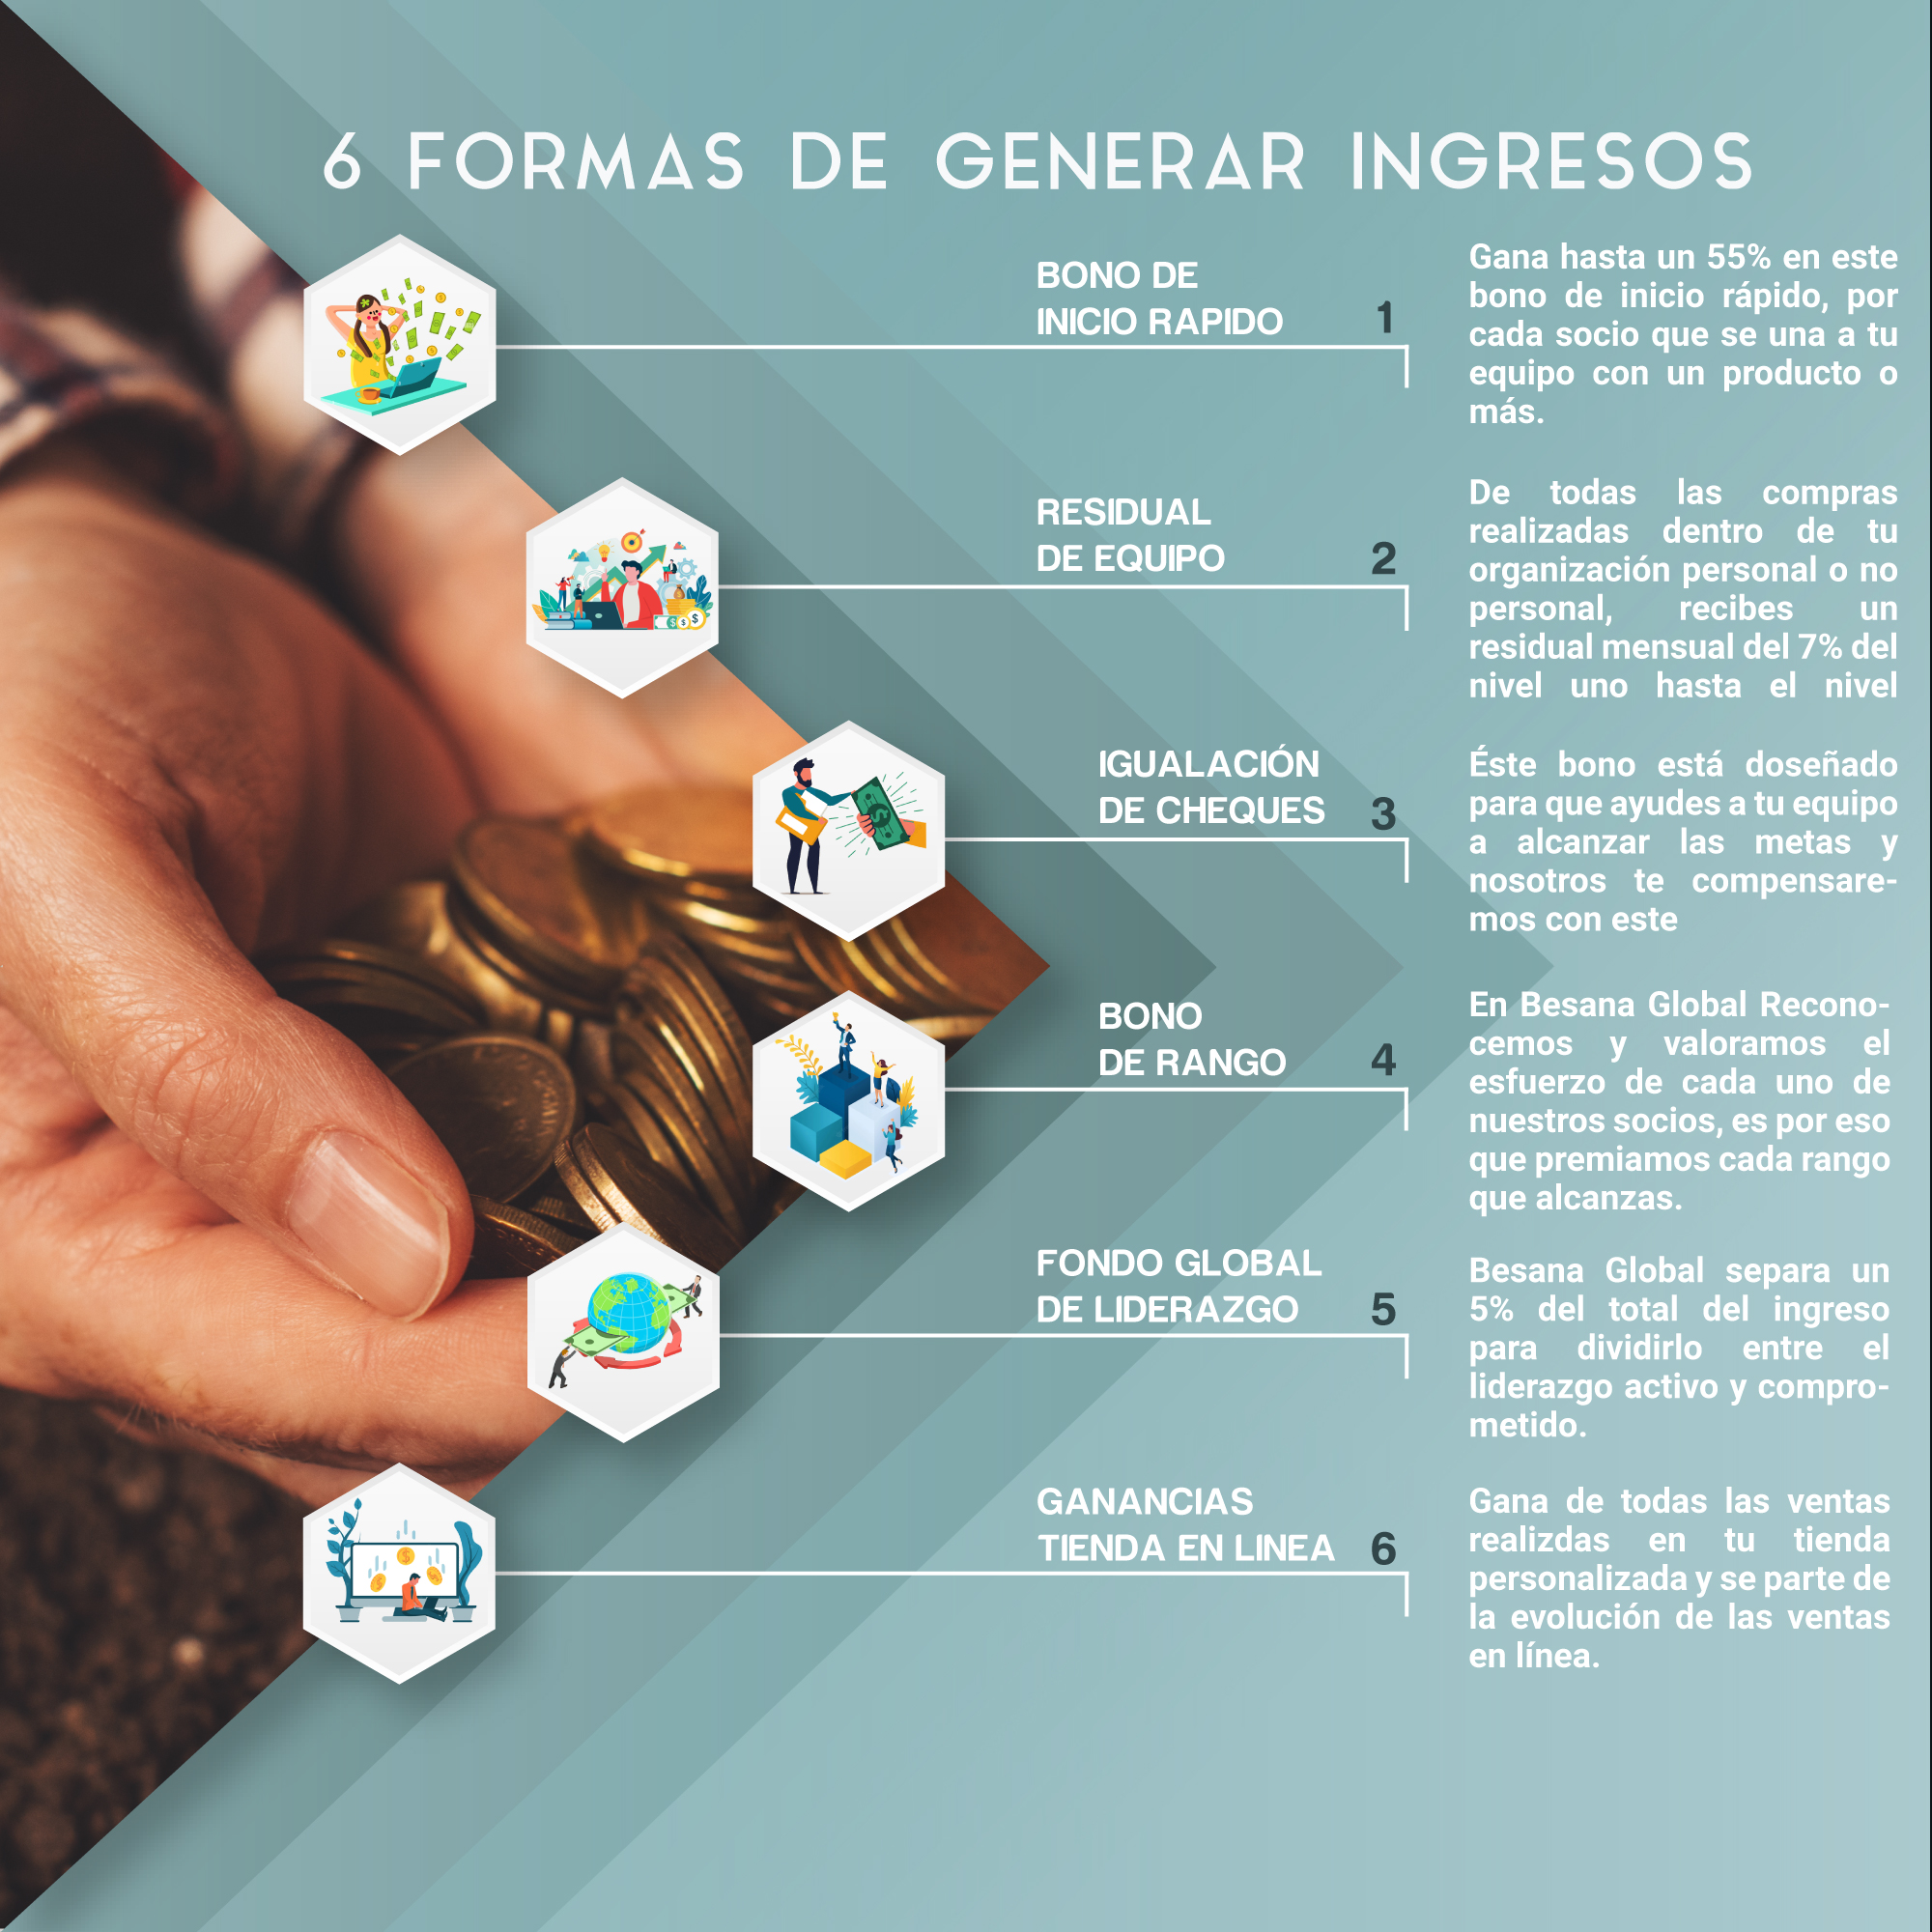 6 FORMAS DE GENERAR INGRESOS
BONO DE
INICIO RAPIDO 1
Gana hasta un 55% en este
bono de inicio rápido, por
cada socio que se una a tu
equipo con un producto o
más.
RESIDUAL
DE EQUIPO 2
De todas las compras
realizadas dentro de tu
organización personal o no
personal, recibes un
residual mensual del 7% del
nivel uno hasta el nivel
IGUALACIÓN
DE CHEQUES 3
Éste bono está doseñado
para que ayudes a tu equipo
a alcanzar las metas y
nosotros te compensare-
mos con este
BONO
DE RANGO 4
En Besana Global Recono-
cemos y valoramos el
esfuerzo de cada uno de
nuestros socios, es por eso
que premiamos cada rango
que alcanzas.
FONDO GLOBAL
DE LIDERAZGO 5
Besana Global separa un
5% del total del ingreso
para dividirlo entre el
liderazgo activo y compro-
metido.
GANANCIAS
TIENDA EN LINEA 6
Gana de todas las ventas
realizdas en tu tienda
personalizada y se parte de
la evolución de las ventas
en línea.